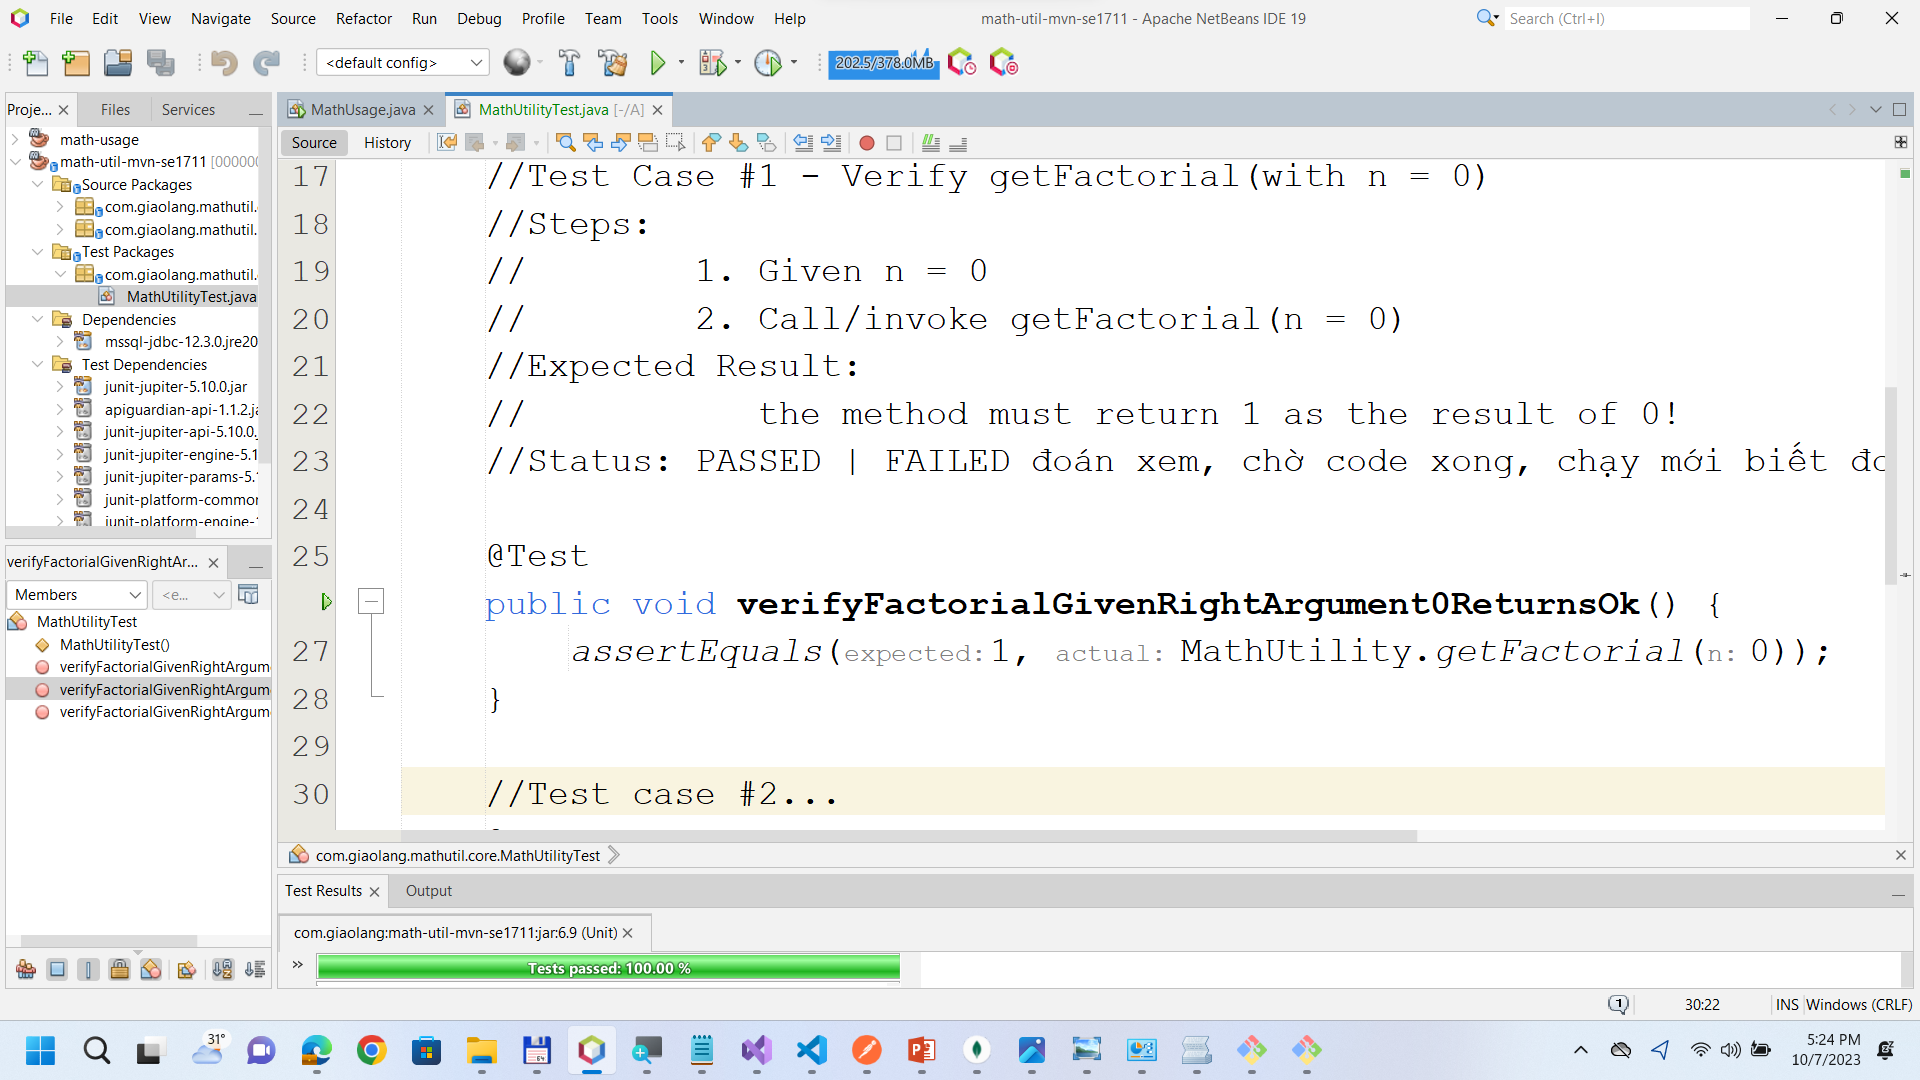 File Edit View Navigate Source Refactor Run Debug Profile Team Tools Window Help
math-util-mvn-se1711 - Apache NetBeans IDE 19
Search (Ctrl+I)
<default config>
202.5/378.0MB
Proje...
Files
Services
math-usage
math-util-mvn-se1711
Source Packages
com.giaolang.mathutil.
com.giaolang.mathutil.
Test Packages
com.giaolang.mathutil.
MathUtilityTest.java
Dependencies
mssql-jdbc-12.3.0.jre20
Test Dependencies
junit-jupiter-5.10.0.jar
apiguardian-api-1.1.2.ja
junit-jupiter-api-5.10.0.
junit-jupiter-engine-5.1
junit-jupiter-params-5.
junit-platform-common
junit-platform-engine-
verifyFactorialGivenRightAr...
Members
<e...
MathUtilityTest
MathUtilityTest()
verifyFactorialGivenRightArgum
verifyFactorialGivenRightArgum
verifyFactorialGivenRightArgum
MathUsage.java
MathUtilityTest.java [-/A]
Source History
17 //Test Case #1 - Verify getFactorial(with n = 0)
18 //Steps:
19 // 1. Given n = 0
20 // 2. Call/invoke getFactorial(n = 0)
21 //Expected Result:
22 // the method must return 1 as the result of 0!
23 //Status: PASSED | FAILED đoán xem, chờ code xong, chạy mới biết
24
25 @Test
public void verifyFactorialGivenRightArgument0ReturnsOk() {
27 assertEquals(expected: 1, actual: MathUtility.getFactorial(n: 0));
28 }
29
30 //Test case #2...
com.giaolang.mathutil.core.MathUtilityTest
Test Results
Output
com.giaolang:math-util-mvn-se1711:jar:6.9 (Unit)
Tests passed: 100.00 %
1
30:22
INS
Windows (CRLF)
31°
64
5:24 PM
10/7/2023